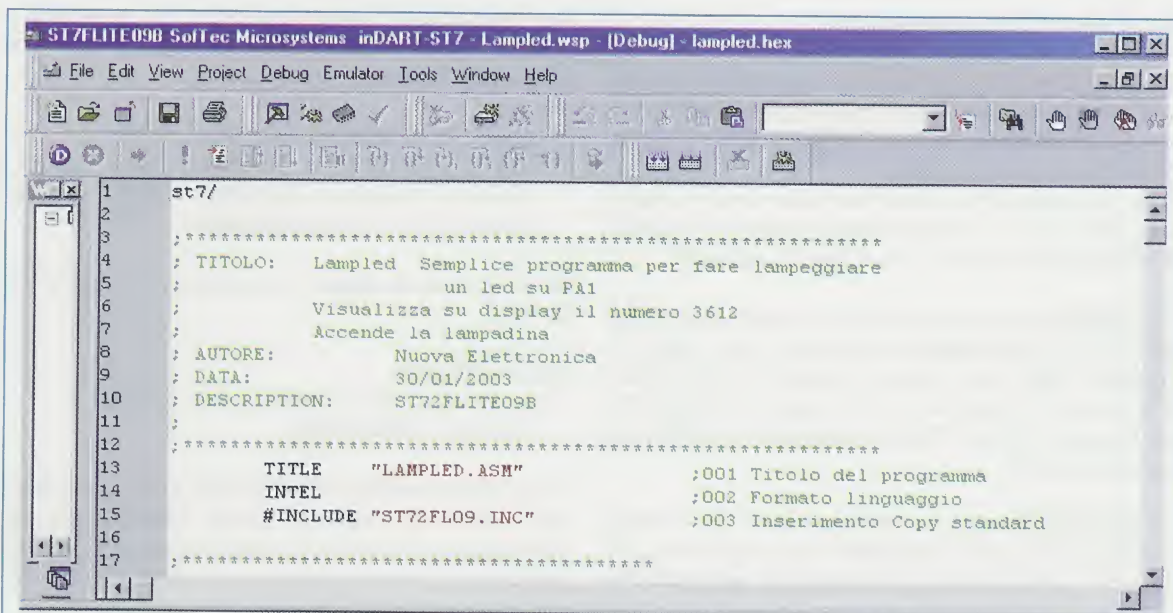 ST7FLITE09B SofTec Microsystems inDART-ST7 - Lampled.wsp - [Debug] - lampled.hex
File Edit View Project Debug Emulator Tools Window Help
1 st7/
2
3 ;************************************************************
4 ; TITOLO: Lampled Semplice programma per fare lampeggiare
5 ; un led su PA1
6 ; Visualizza su display il numero 3612
7 ; Accende la lampadina
8 ; AUTORE: Nuova Elettronica
9 ; DATA: 30/01/2003
10 ; DESCRIPTION: ST72FLITE09B
11 ;
12 ;************************************************************
13 TITLE "LAMPLED.ASM" ;001 Titolo del programma
14 INTEL ;002 Formato linguaggio
15 #INCLUDE "ST72FL09.INC" ;003 Inserimento Copy standard
16
17 ;*****************************************